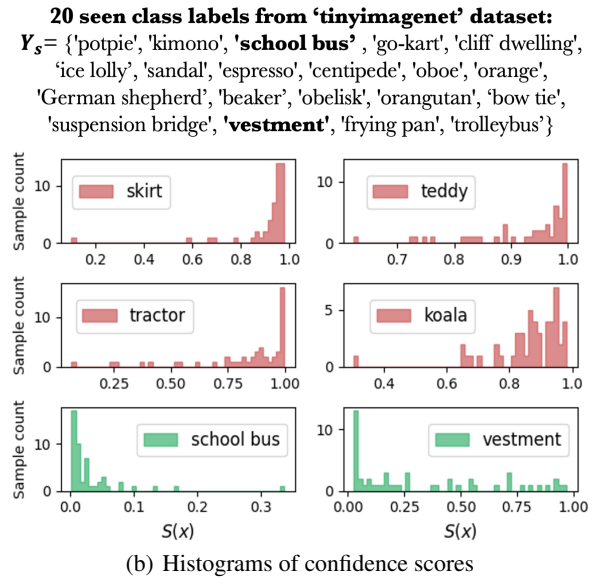 20 seen class labels from ‘tinyimagenet’ dataset:
Ys= {'potpie', 'kimono', 'school bus’ , 'go-kart', 'cliff dwelling',
‘ice lolly’, 'sandal', 'espresso', 'centipede', 'oboe', 'orange',
'German shepherd’, 'beaker', 'obelisk', 'orangutan', ‘bow tie',
'suspension bridge', 'vestment', 'frying pan', 'trolleybus’}
Sample count
10
0
skirt
0.2 0.4 0.6 0.8 1.0
10
0
teddy
0.7 0.8 0.9 1.0
Sample count
10
0
tractor
0.25 0.50 0.75 1.00
5
0
koala
0.4 0.6 0.8 1.0
Sample count
10
0
school bus
0.0 0.1 0.2 0.3
S(x)
10
0
vestment
0.00 0.25 0.50 0.75 1.00
S(x)
(b) Histograms of confidence scores